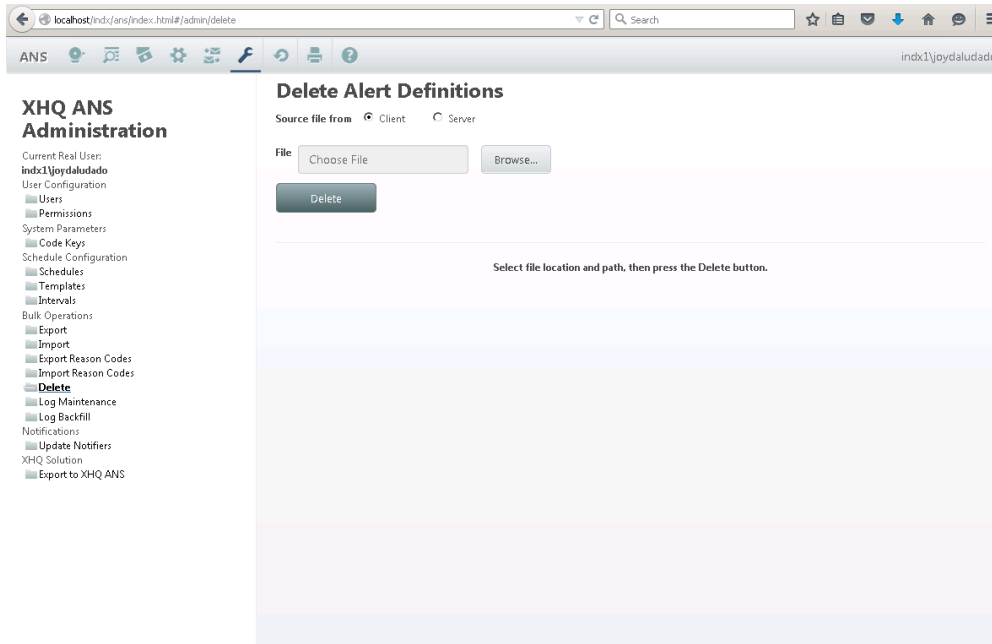 localhost/indx/ans/index.html#/admin/delete
Search
ANS
indx1\joydaludado
XHQ ANS
Administration
Current Real User:
indx1\joydaludado
User Configuration
Users
Permissions
System Parameters
Code Keys
Schedule Configuration
Schedules
Templates
Intervals
Bulk Operations
Export
Import
Export Reason Codes
Import Reason Codes
Delete
Log Maintenance
Log Backfill
Notifications
Update Notifiers
XHQ Solution
Export to XHQ ANS
Delete Alert Definitions
Source file from Client Server
File Choose File Browse...
Delete
Select file location and path, then press the Delete button.